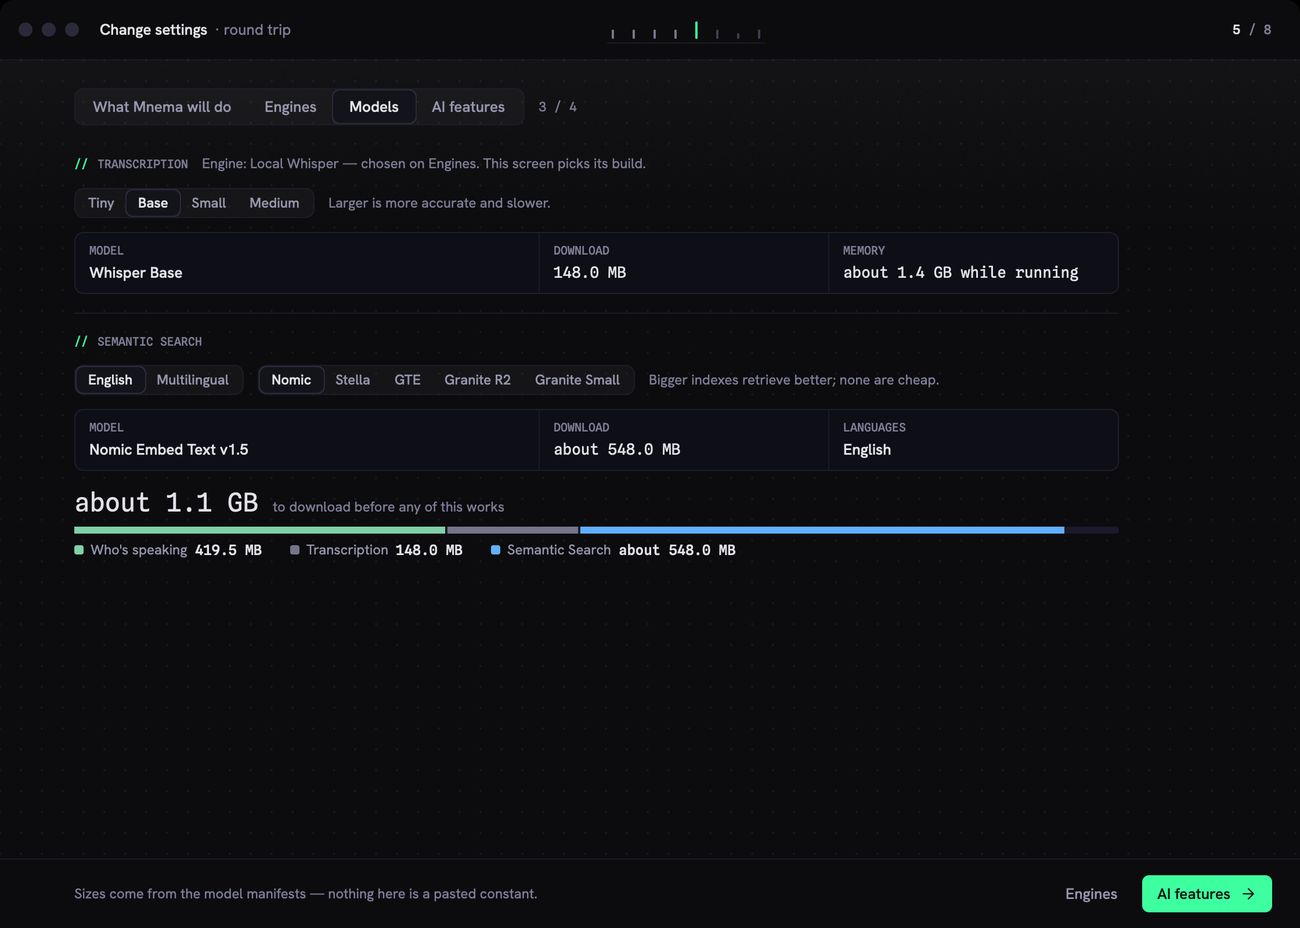 Change settings · round trip
5 / 8
What Mnema will do Engines Models AI features 3 / 4
// TRANSCRIPTION Engine: Local Whisper — chosen on Engines. This screen picks its build.
Tiny Base Small Medium Larger is more accurate and slower.
MODEL DOWNLOAD MEMORY
Whisper Base 148.0 MB about 1.4 GB while running
// SEMANTIC SEARCH
English Multilingual Nomic Stella GTE Granite R2 Granite Small Bigger indexes retrieve better; none are cheap.
MODEL DOWNLOAD LANGUAGES
Nomic Embed Text v1.5 about 548.0 MB English
about 1.1 GB to download before any of this works
Who's speaking 419.5 MB Transcription 148.0 MB Semantic Search about 548.0 MB
Sizes come from the model manifests — nothing here is a pasted constant.
Engines AI features →